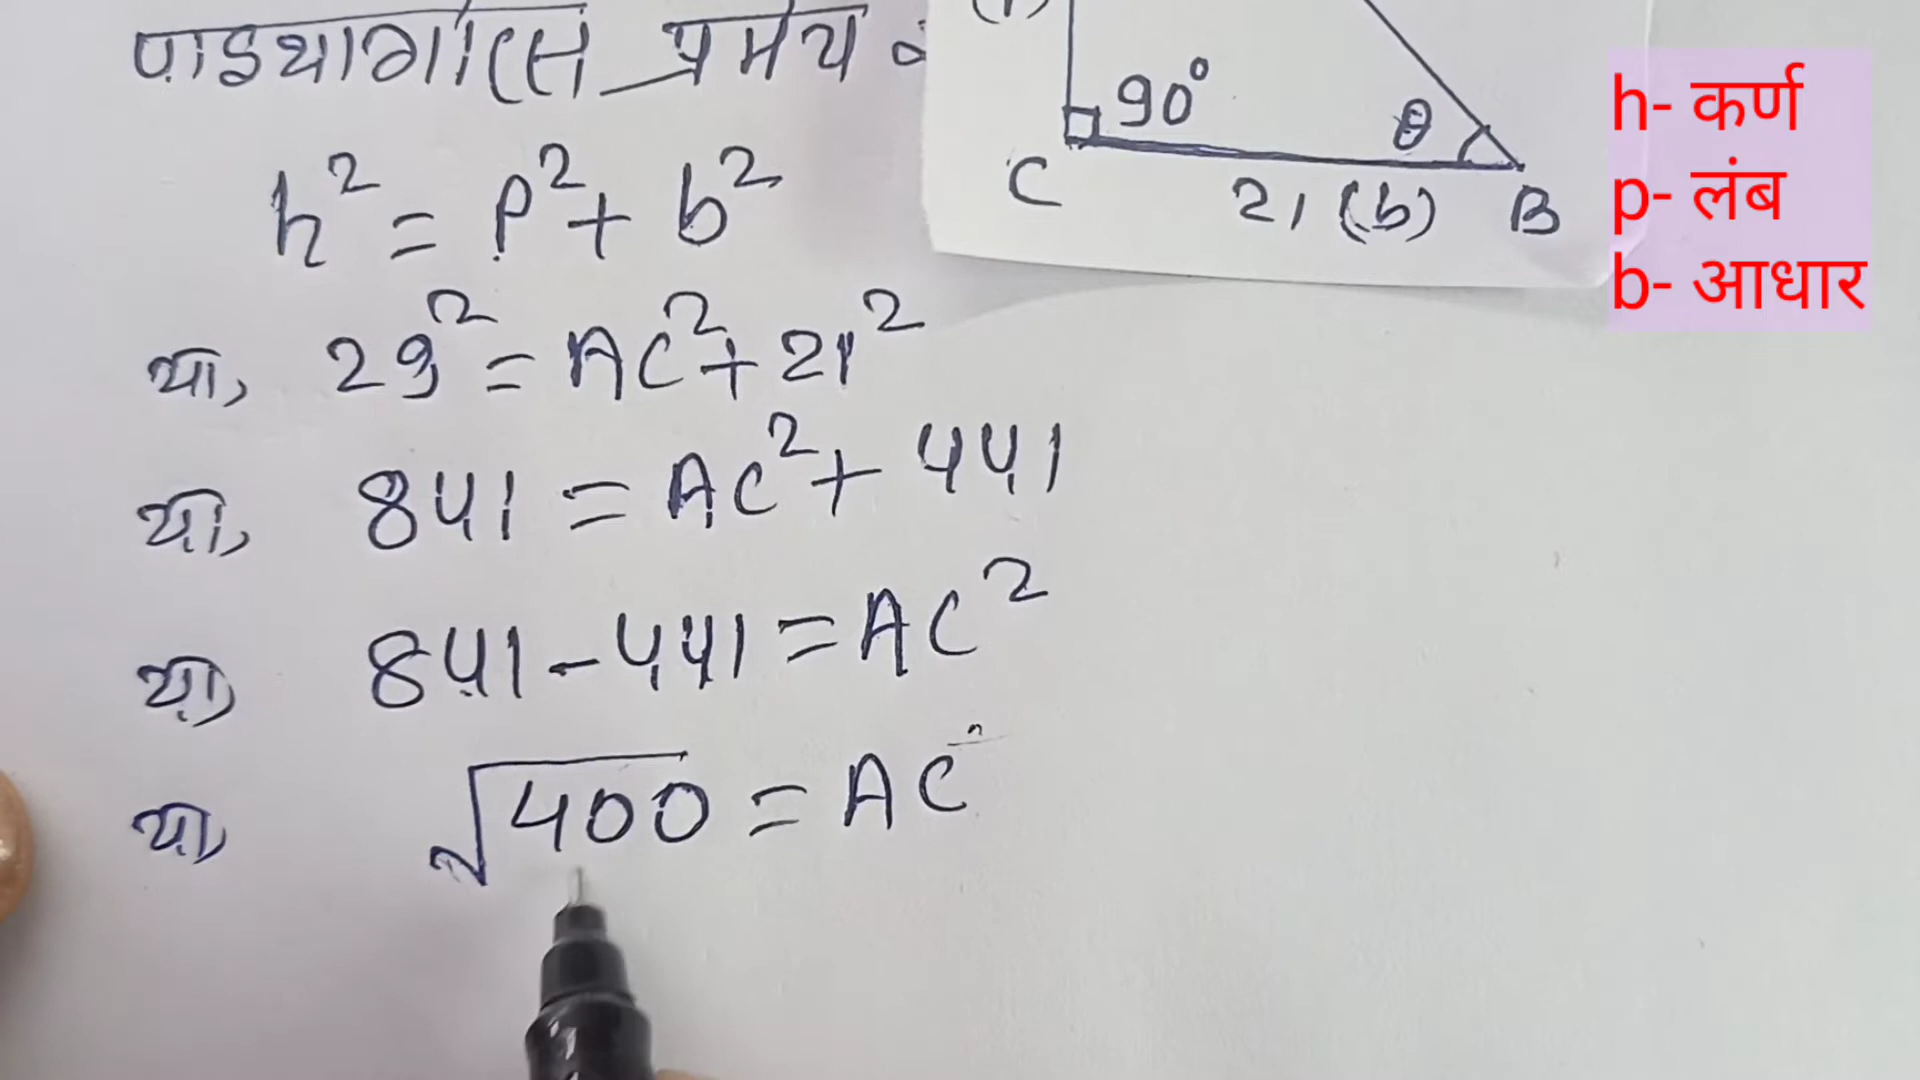 पाइथागोरस प्रमेय
h² = p² + b²
या, 29² = AC² + 21²
या, 841 = AC² + 441
या, 841 - 441 = AC²
या, √400 = AC
90°
θ
C
21 (b) B
h- कर्ण
p- लंब
b- आधार